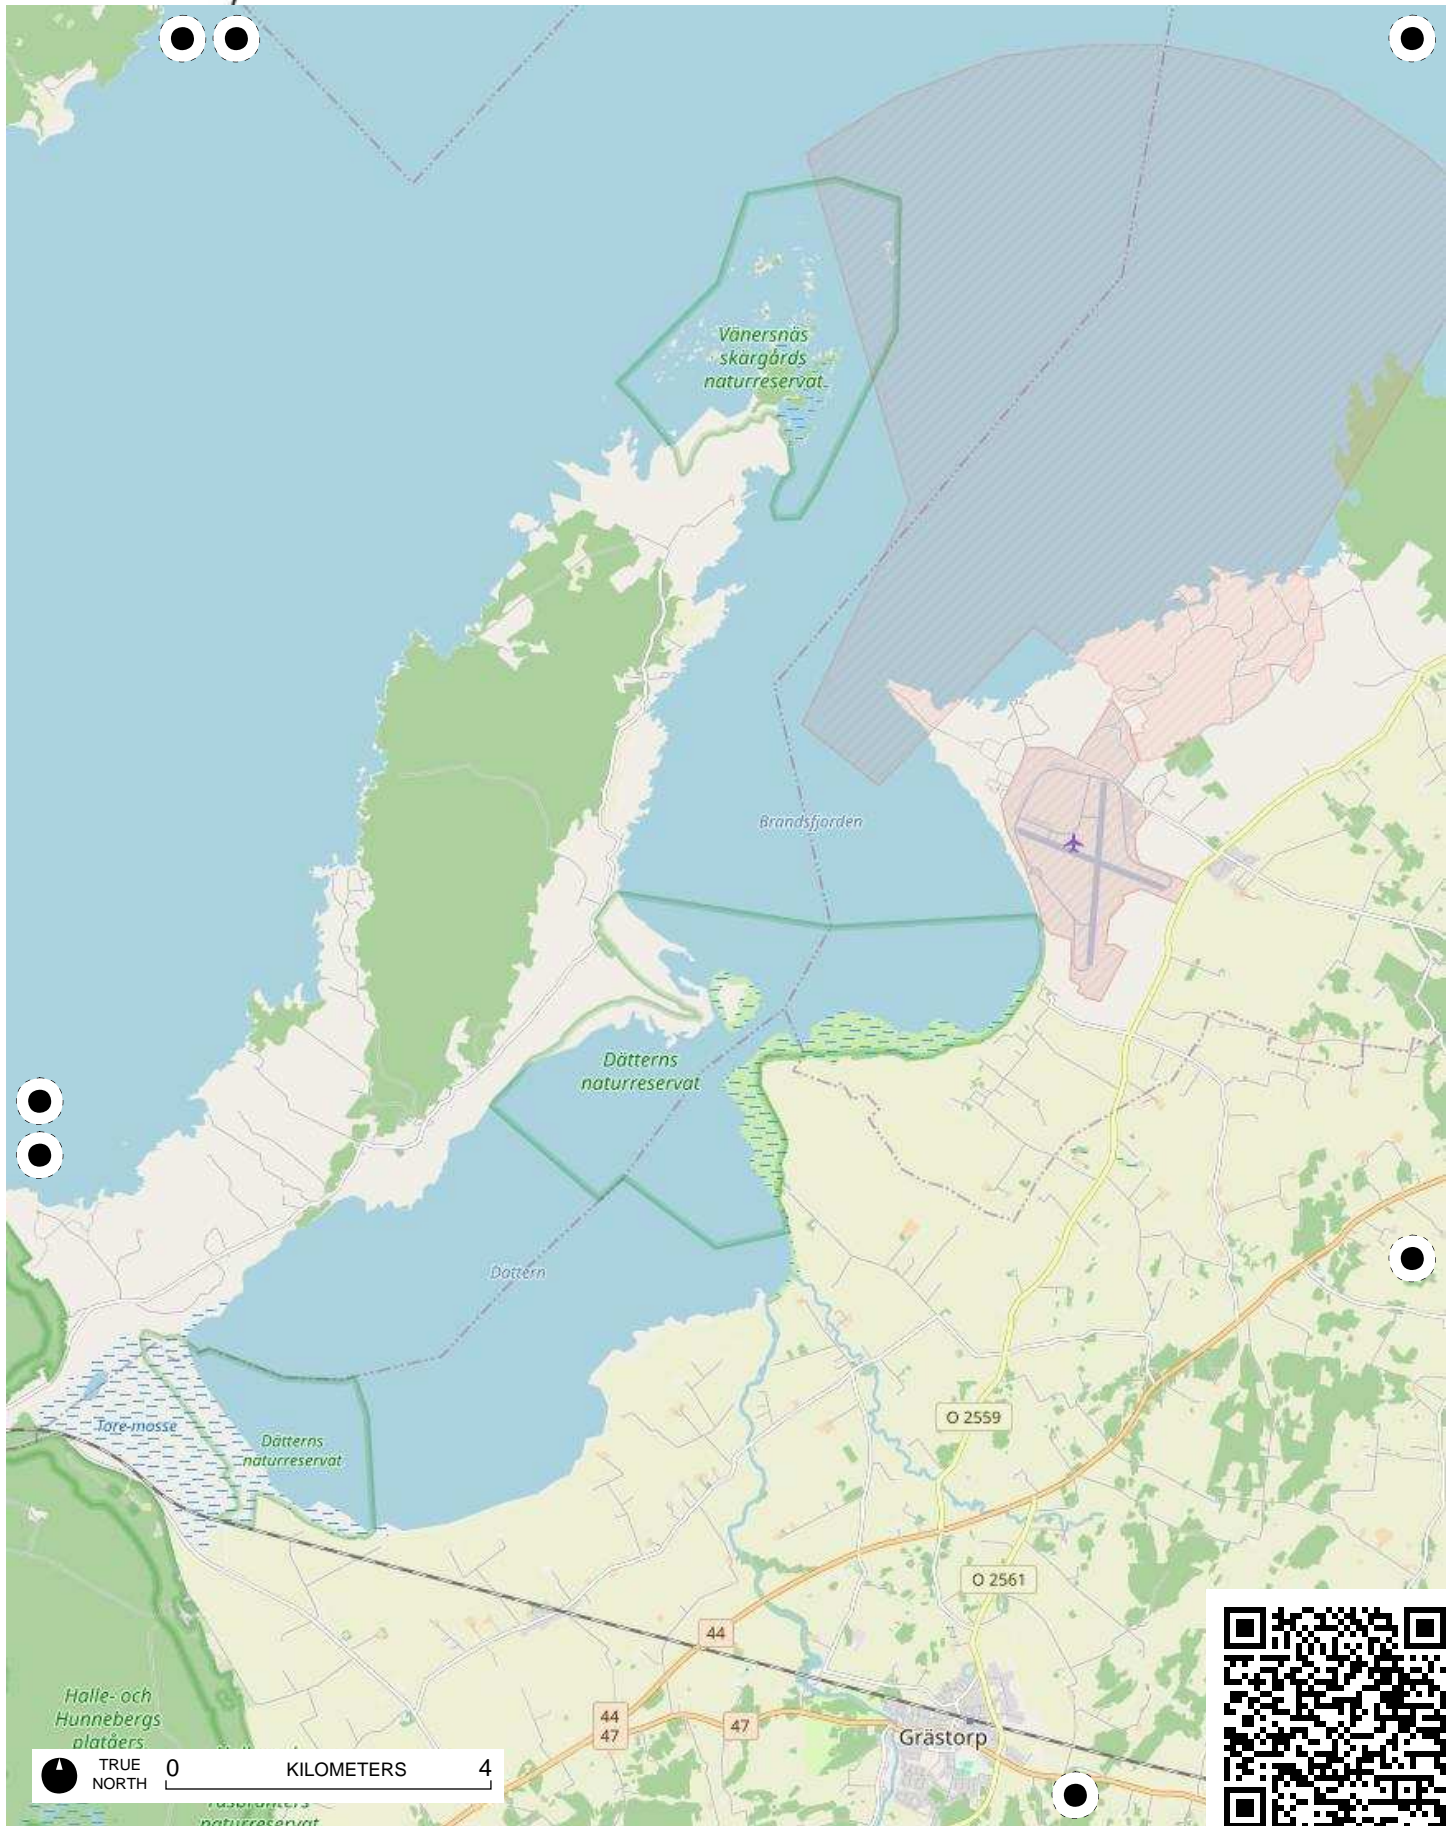 Vänersnäs
skärgårds
naturreservat
Brandsfjorden
Dätterns
naturreservat
Dättern
Tore-mosse
Dätterns
naturreservat
O 2559
O 2561
44
44
47
47
Grästorp
Halle- och
Hunnebergs
platåers
TRUE
NORTH
0
KILOMETERS
4
naturreservat